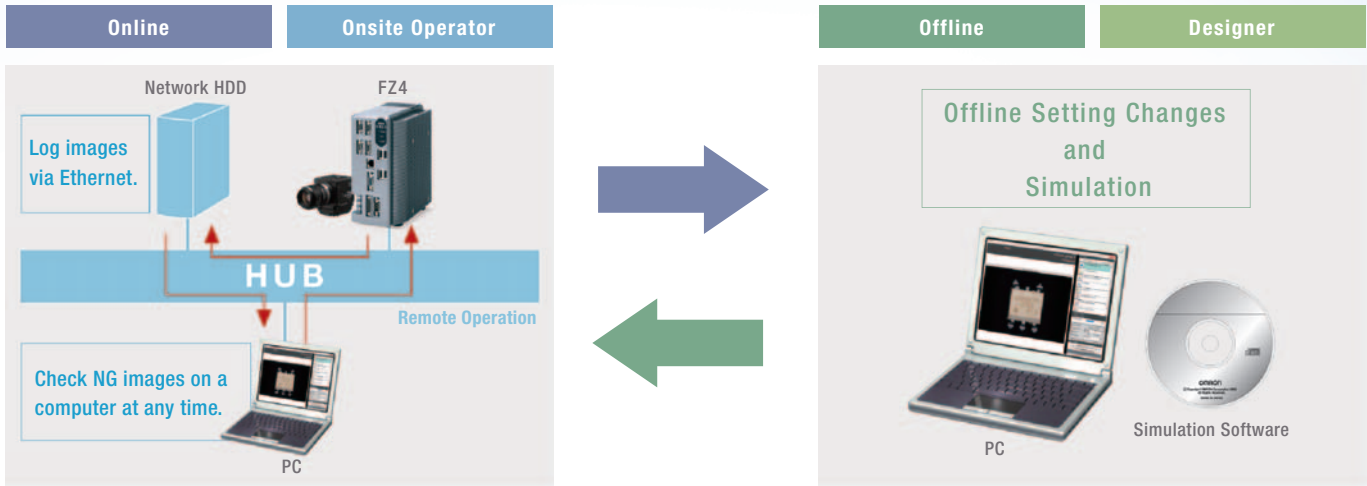 Online
Onsite Operator
Network HDD
FZ4
Log images
via Ethernet.
HUB
Remote Operation
Check NG images on a
computer at any time.
PC
Offline
Designer
Offline Setting Changes
and
Simulation
OMRON
PC
Simulation Software